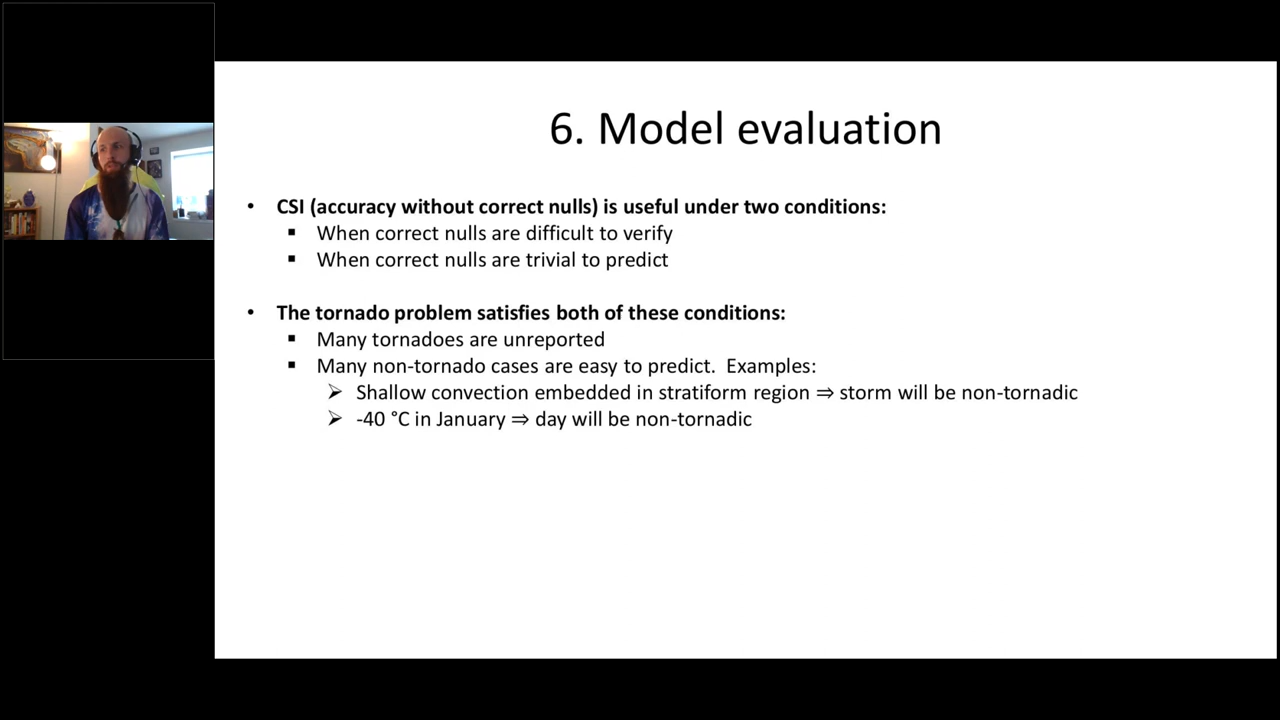 6. Model evaluation
• CSI (accuracy without correct nulls) is useful under two conditions:
▪ When correct nulls are difficult to verify
▪ When correct nulls are trivial to predict
• The tornado problem satisfies both of these conditions:
▪ Many tornadoes are unreported
▪ Many non-tornado cases are easy to predict. Examples:
➢ Shallow convection embedded in stratiform region ⇒ storm will be non-tornadic
➢ -40 °C in January ⇒ day will be non-tornadic